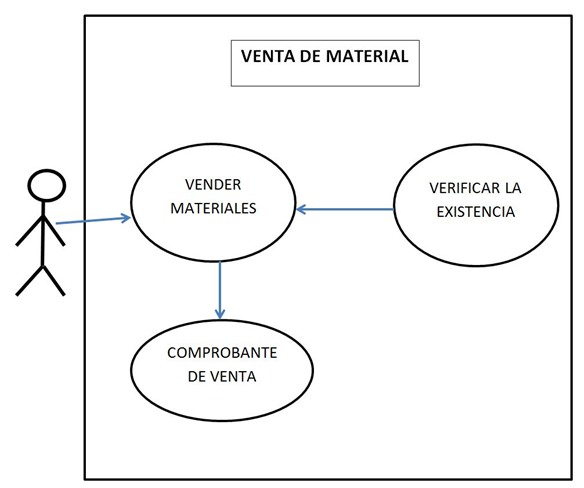 VENTA DE MATERIAL
VENDER
MATERIALES
VERIFICAR LA
EXISTENCIA
COMPROBANTE
DE VENTA